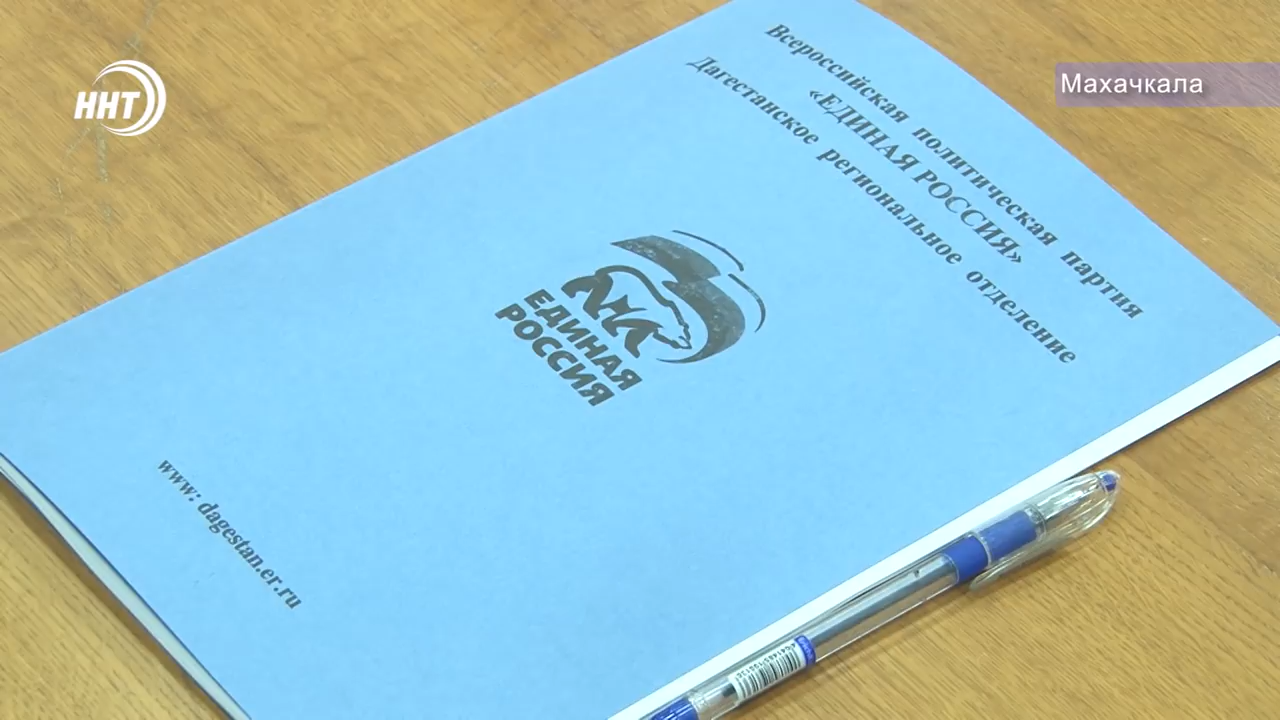 ННТ
Махачкала
Всероссийская политическая партия
«ЕДИНАЯ РОССИЯ»
Дагестанское региональное отделение
ЕДИНАЯ
РОССИЯ
www: dagestan.er.ru